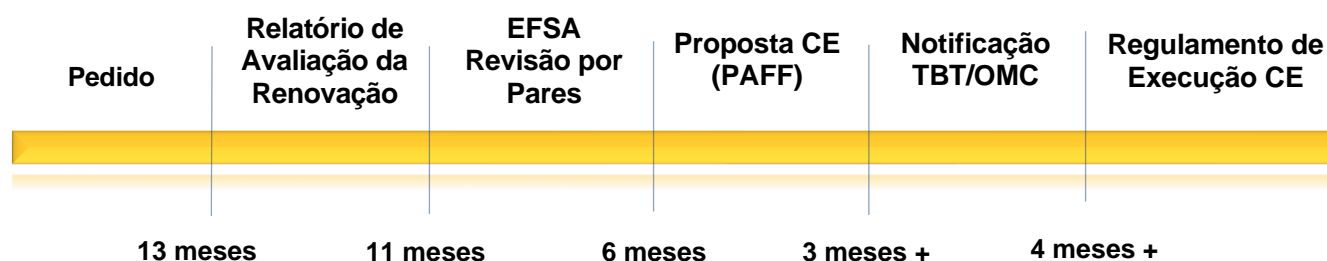 Pedido
Relatório de
Avaliação da
Renovação
EFSA
Revisão por
Pares
Proposta CE
(PAFF)
Notificação
TBT/OMC
Regulamento de
Execução CE
13 meses
11 meses
6 meses
3 meses +
4 meses +